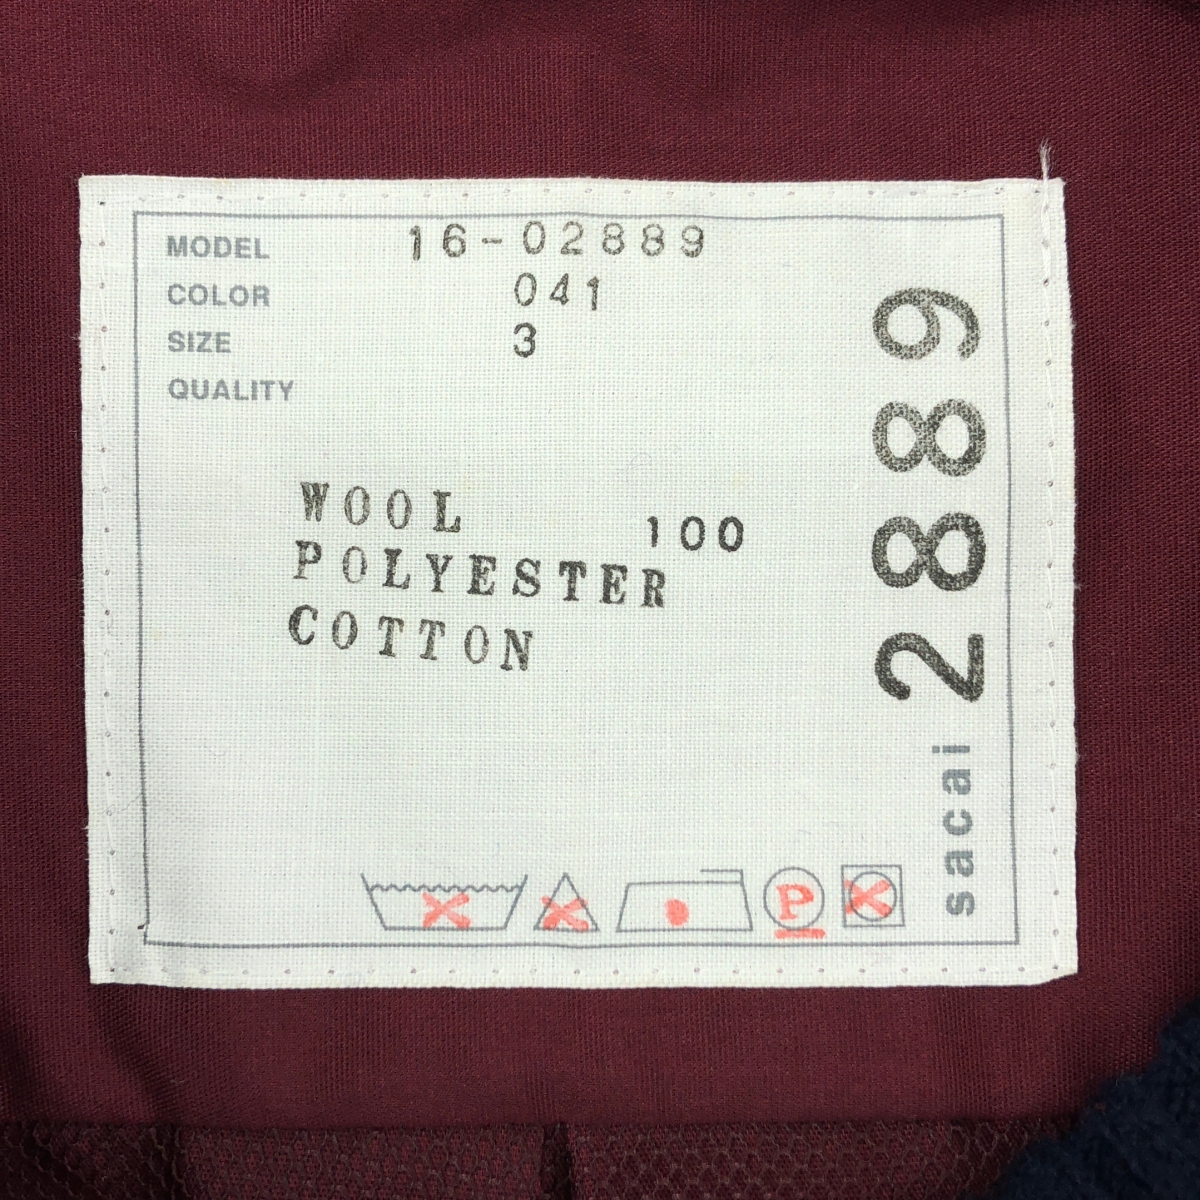 MODEL 16-02889
COLOR 041
SIZE 3
QUALITY
WOOL 100
POLYESTER
COTTON
P
sacai 2889